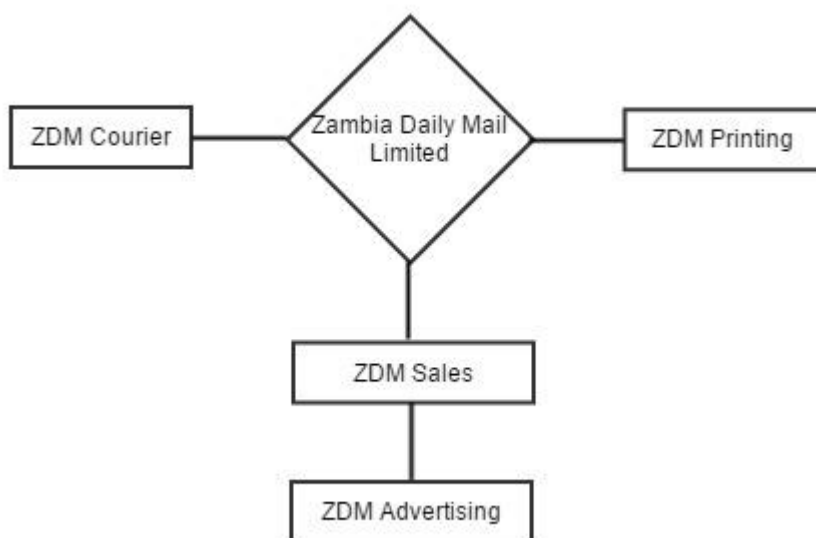 Zambia Daily Mail
Limited
ZDM Courier
ZDM Printing
ZDM Sales
ZDM Advertising